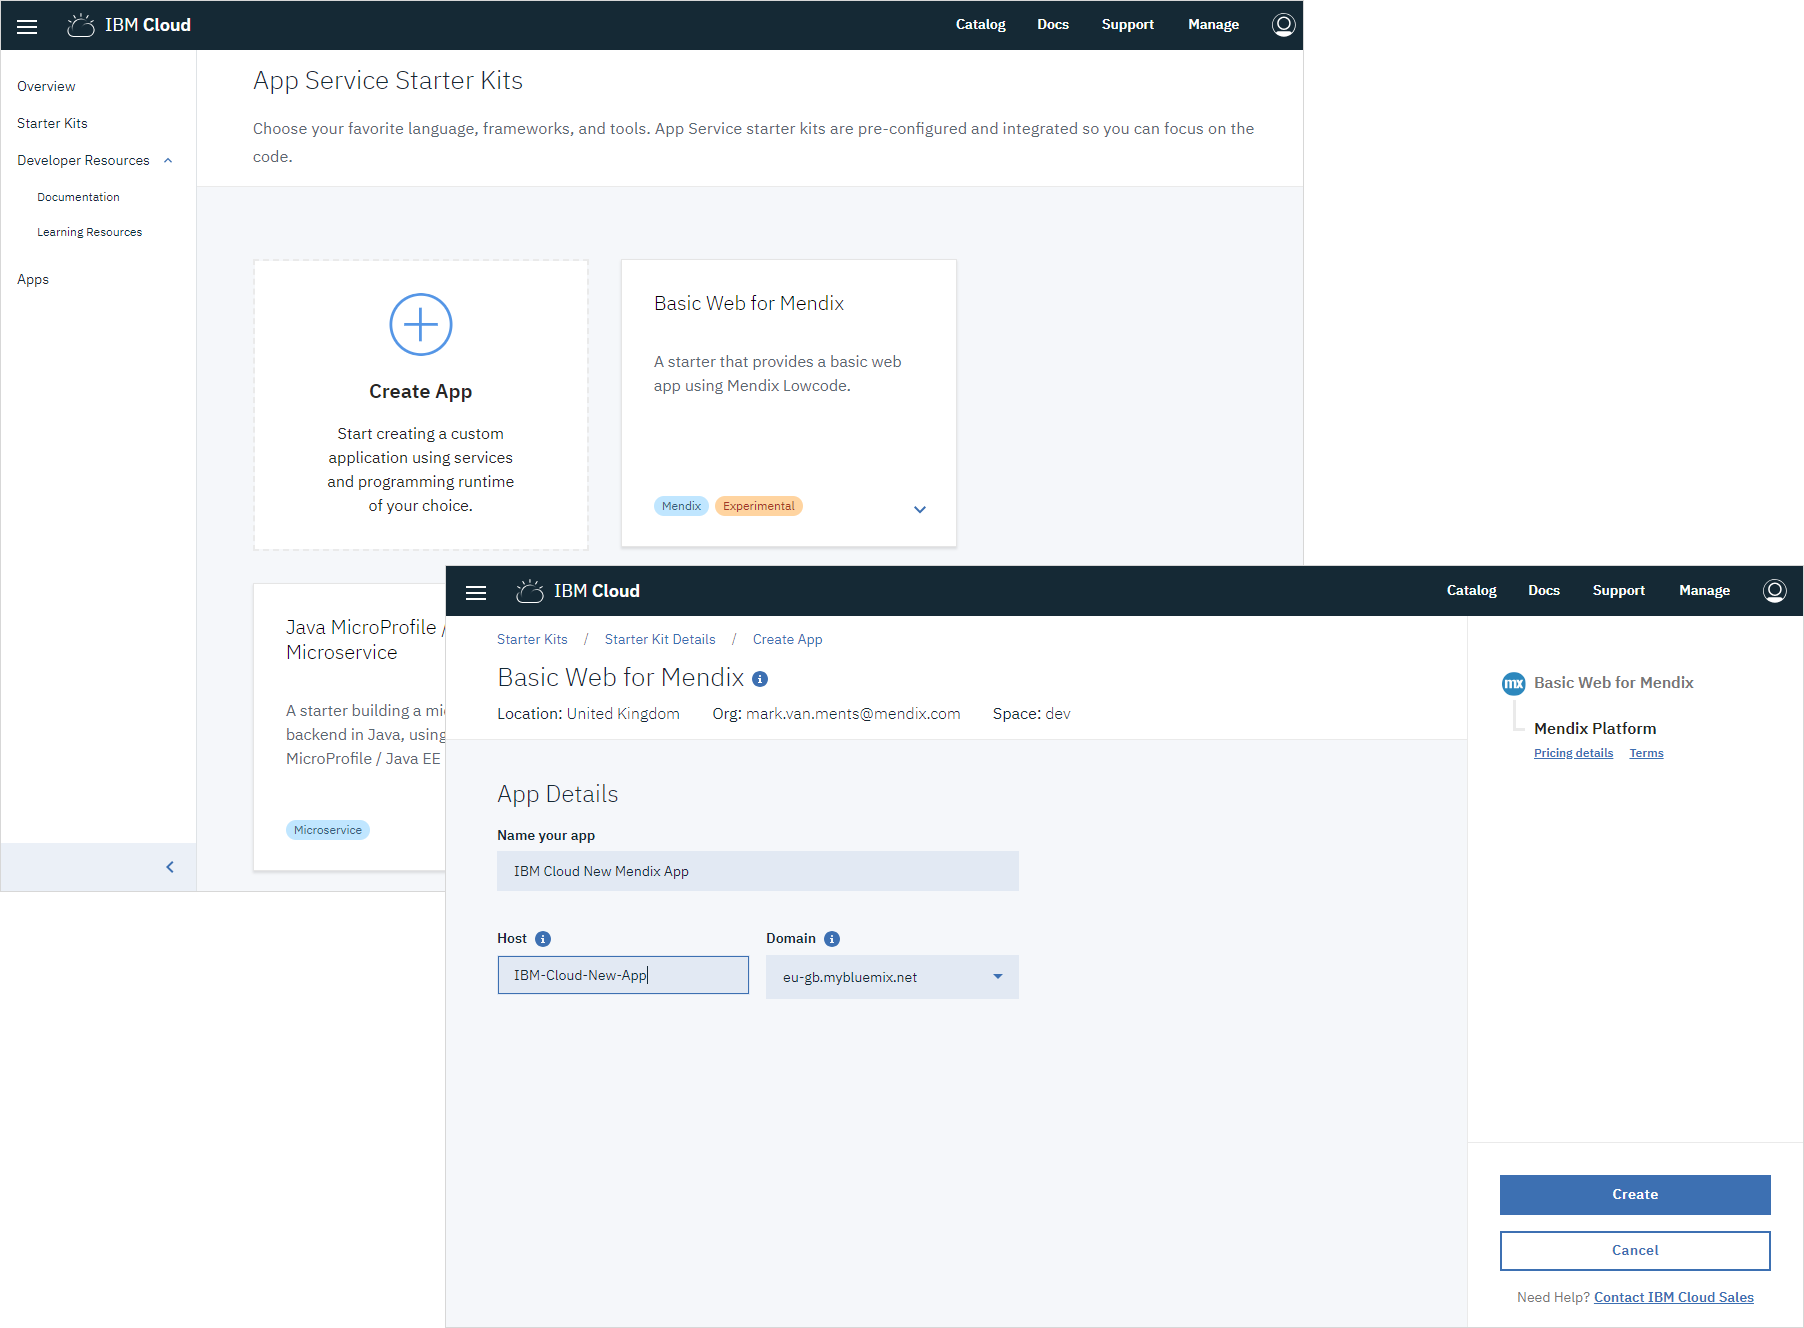 IBM Cloud
Catalog Docs Support Manage
Overview
Starter Kits
Developer Resources
Documentation
Learning Resources
Apps
App Service Starter Kits
Choose your favorite language, frameworks, and tools. App Service starter kits are pre-configured and integrated so you can focus on the
code.
Create App
Start creating a custom
application using services
and programming runtime
of your choice.
Basic Web for Mendix
A starter that provides a basic web
app using Mendix Lowcode.
Mendix Experimental
Java MicroProfile /
Microservice
A starter building a
backend in Java, using
MicroProfile / Java EE
Microservice
IBM Cloud
Catalog Docs Support Manage
Starter Kits / Starter Kit Details / Create App
Basic Web for Mendix
Location: United Kingdom Org: mark.van.ments@mendix.com Space: dev
App Details
Name your app
IBM Cloud New Mendix App
Host Domain
IBM-Cloud-New-App eu-gb.mybluemix.net
mx Basic Web for Mendix
Mendix Platform
Pricing details Terms
Create
Cancel
Need Help? Contact IBM Cloud Sales